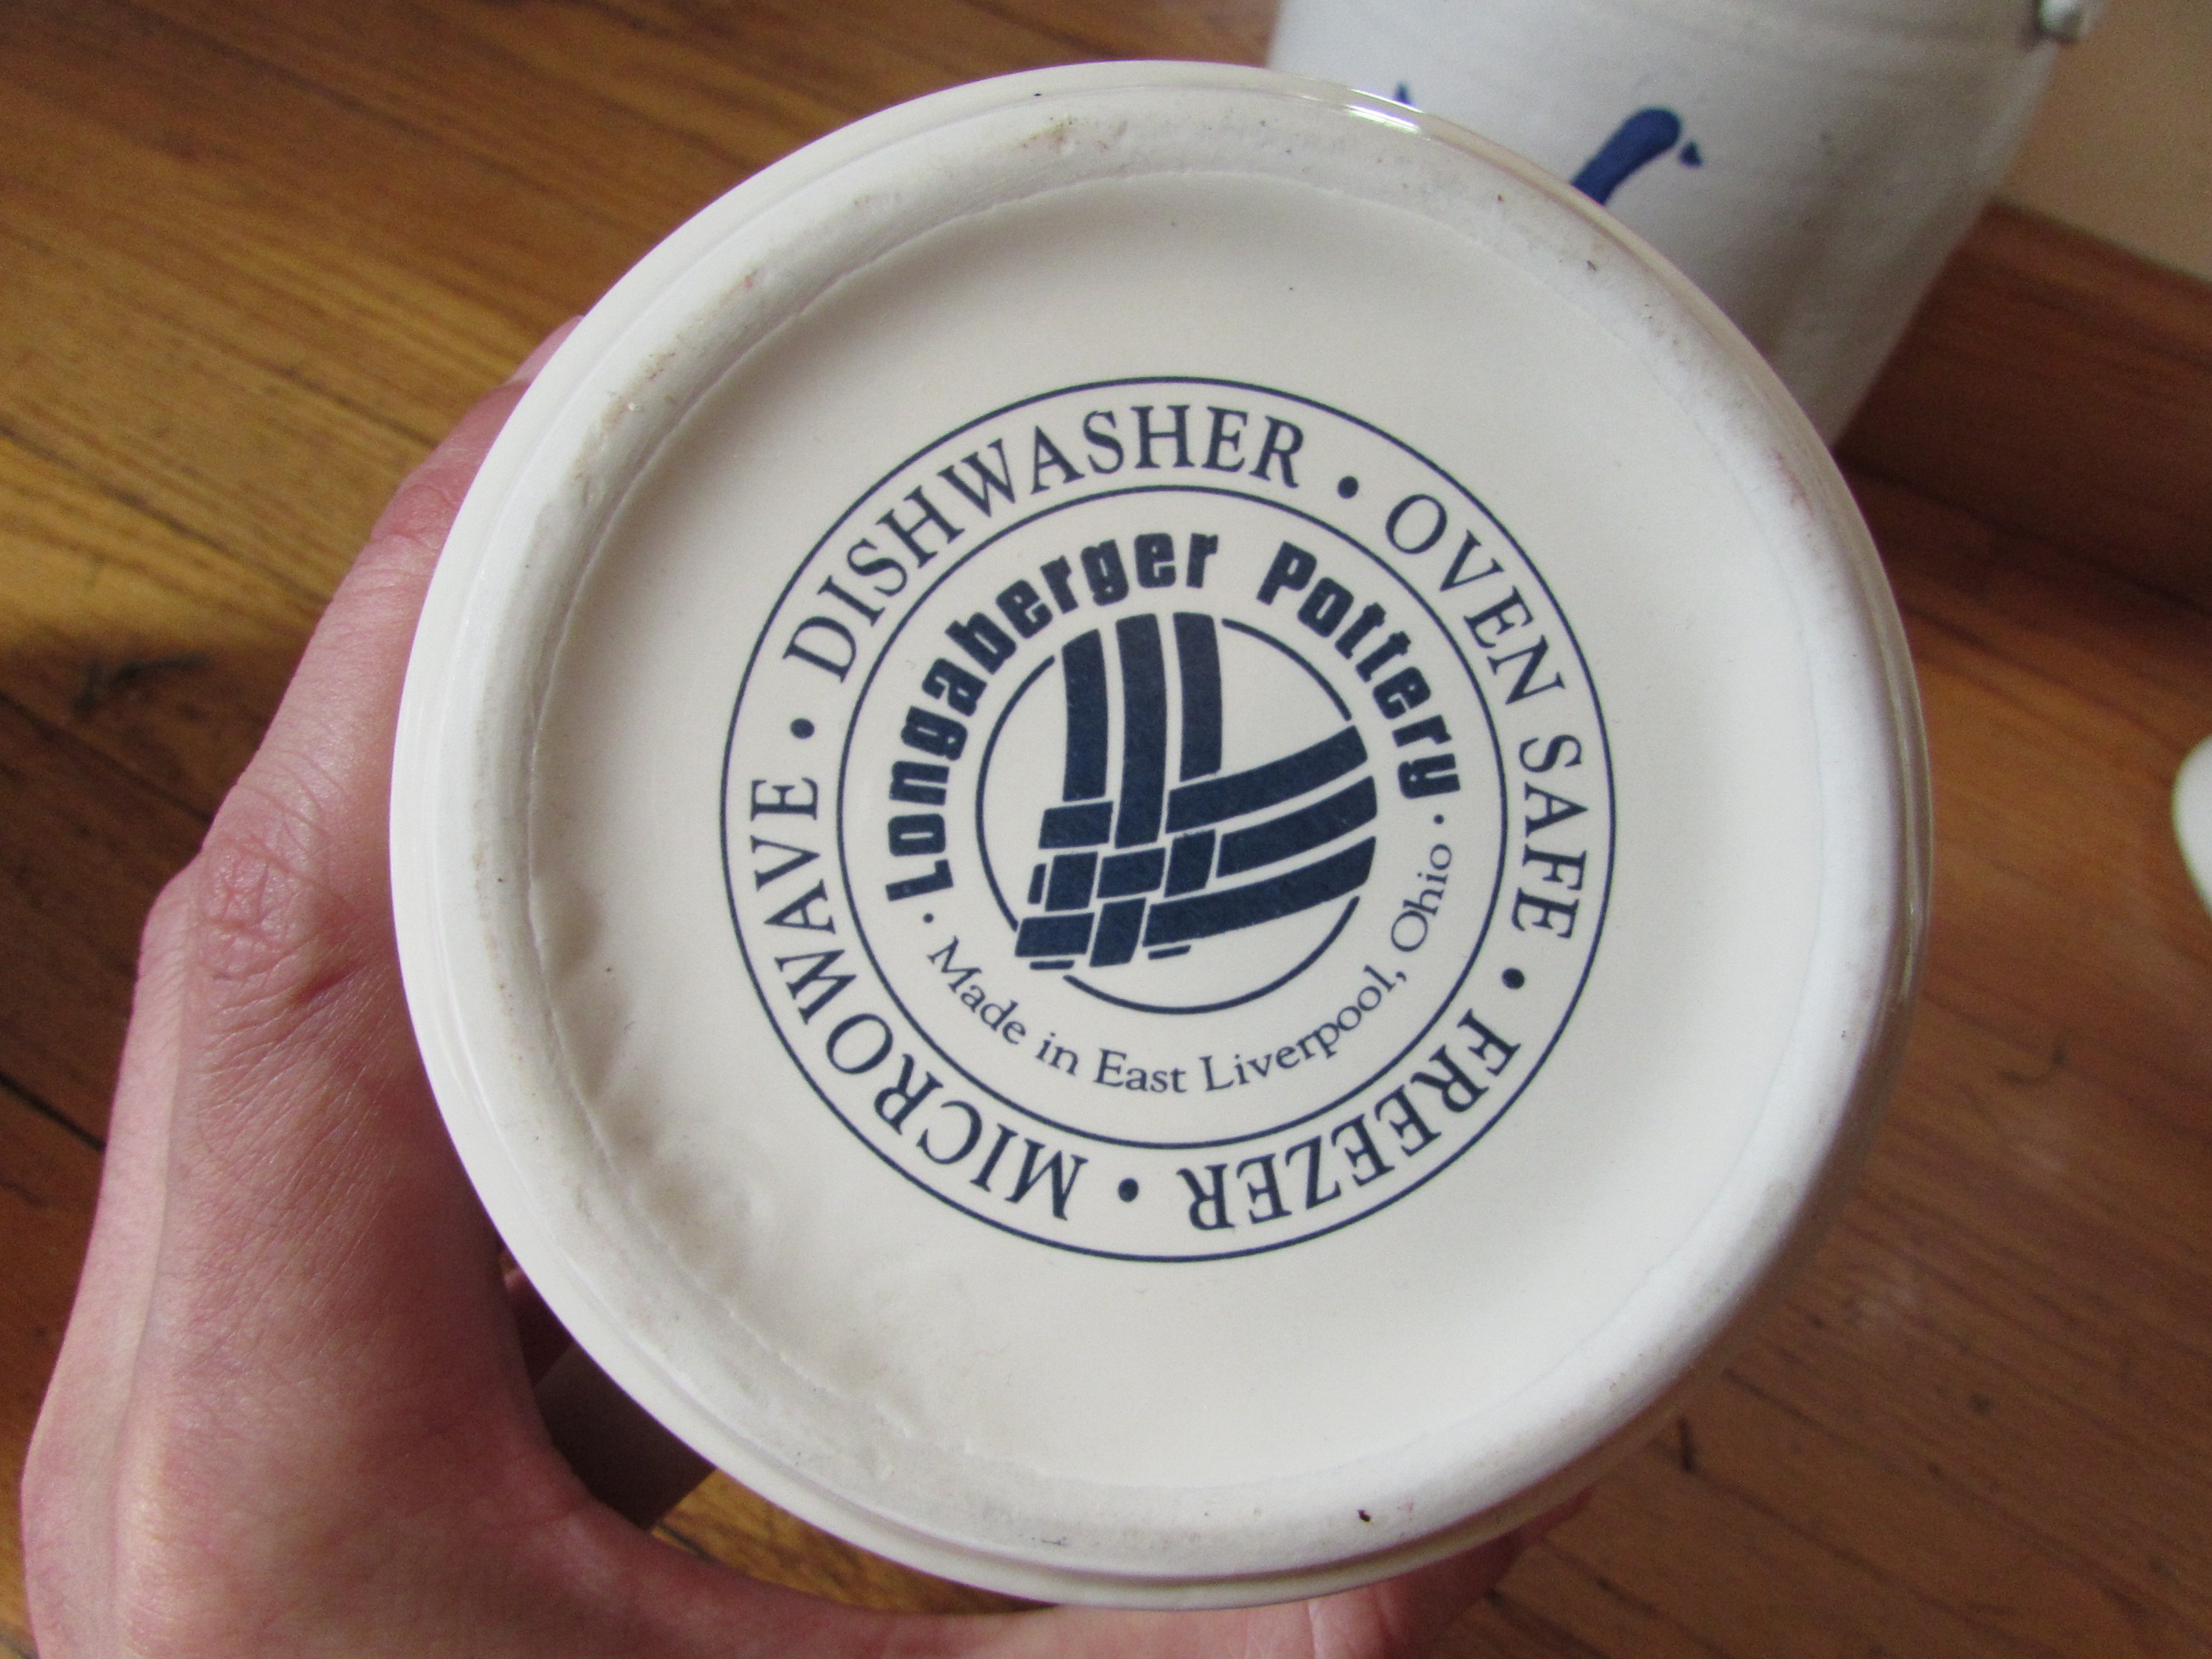 DISHWASHER • OVEN SAFE • FREEZER • MICROWAVE •
Longaberger Pottery
· Made in East Liverpool, Ohio ·